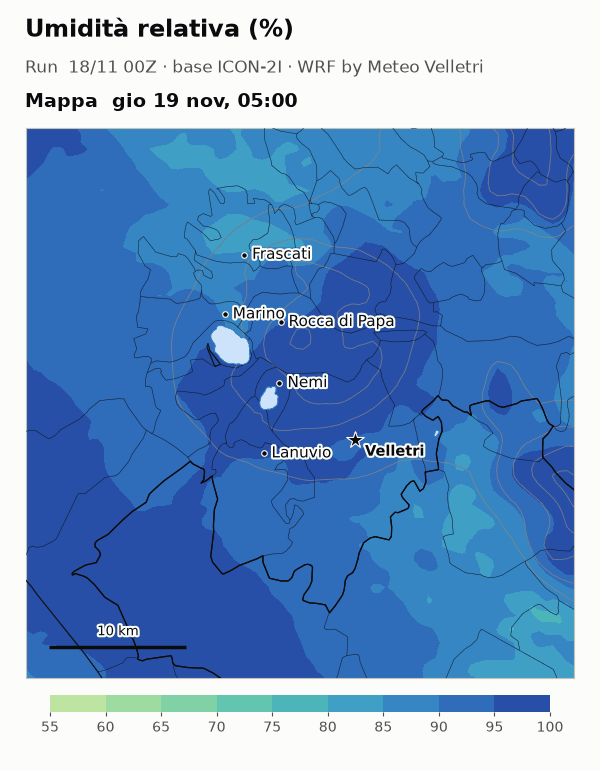 Umidità relativa (%)
Run  18/11 00Z · base ICON-2I · WRF by Meteo Velletri
Mappa  gio 19 nov, 05:00
Frascati
Marino
Rocca di Papa
Nemi
Velletri
Lanuvio
10 km
55 60 65 70 75 80 85 90 95 100